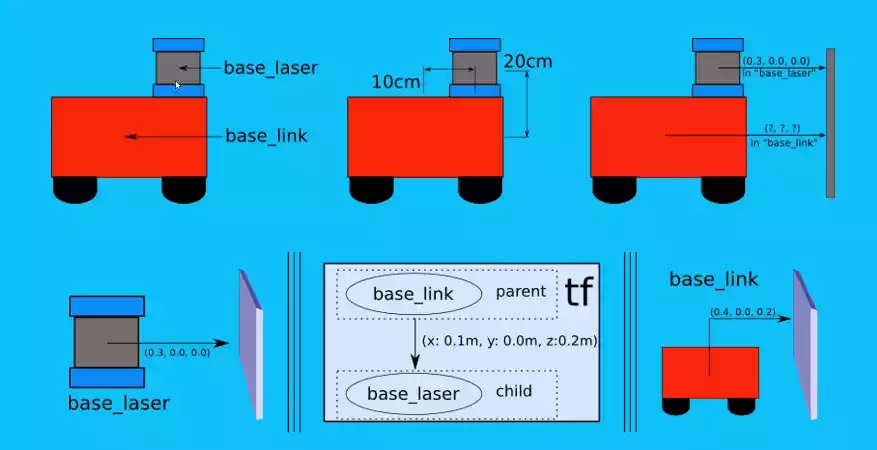 base_laser
base_link
10cm
20cm
(0.3, 0.0, 0.0)
in "base_laser"
(?, ?, ?)
in "base_link"
(0.3, 0.0, 0.0)
base_laser
base_link
parent
tf
(x: 0.1m, y: 0.0m, z:0.2m)
base_laser
child
base_link
(0.4, 0.0, 0.2)